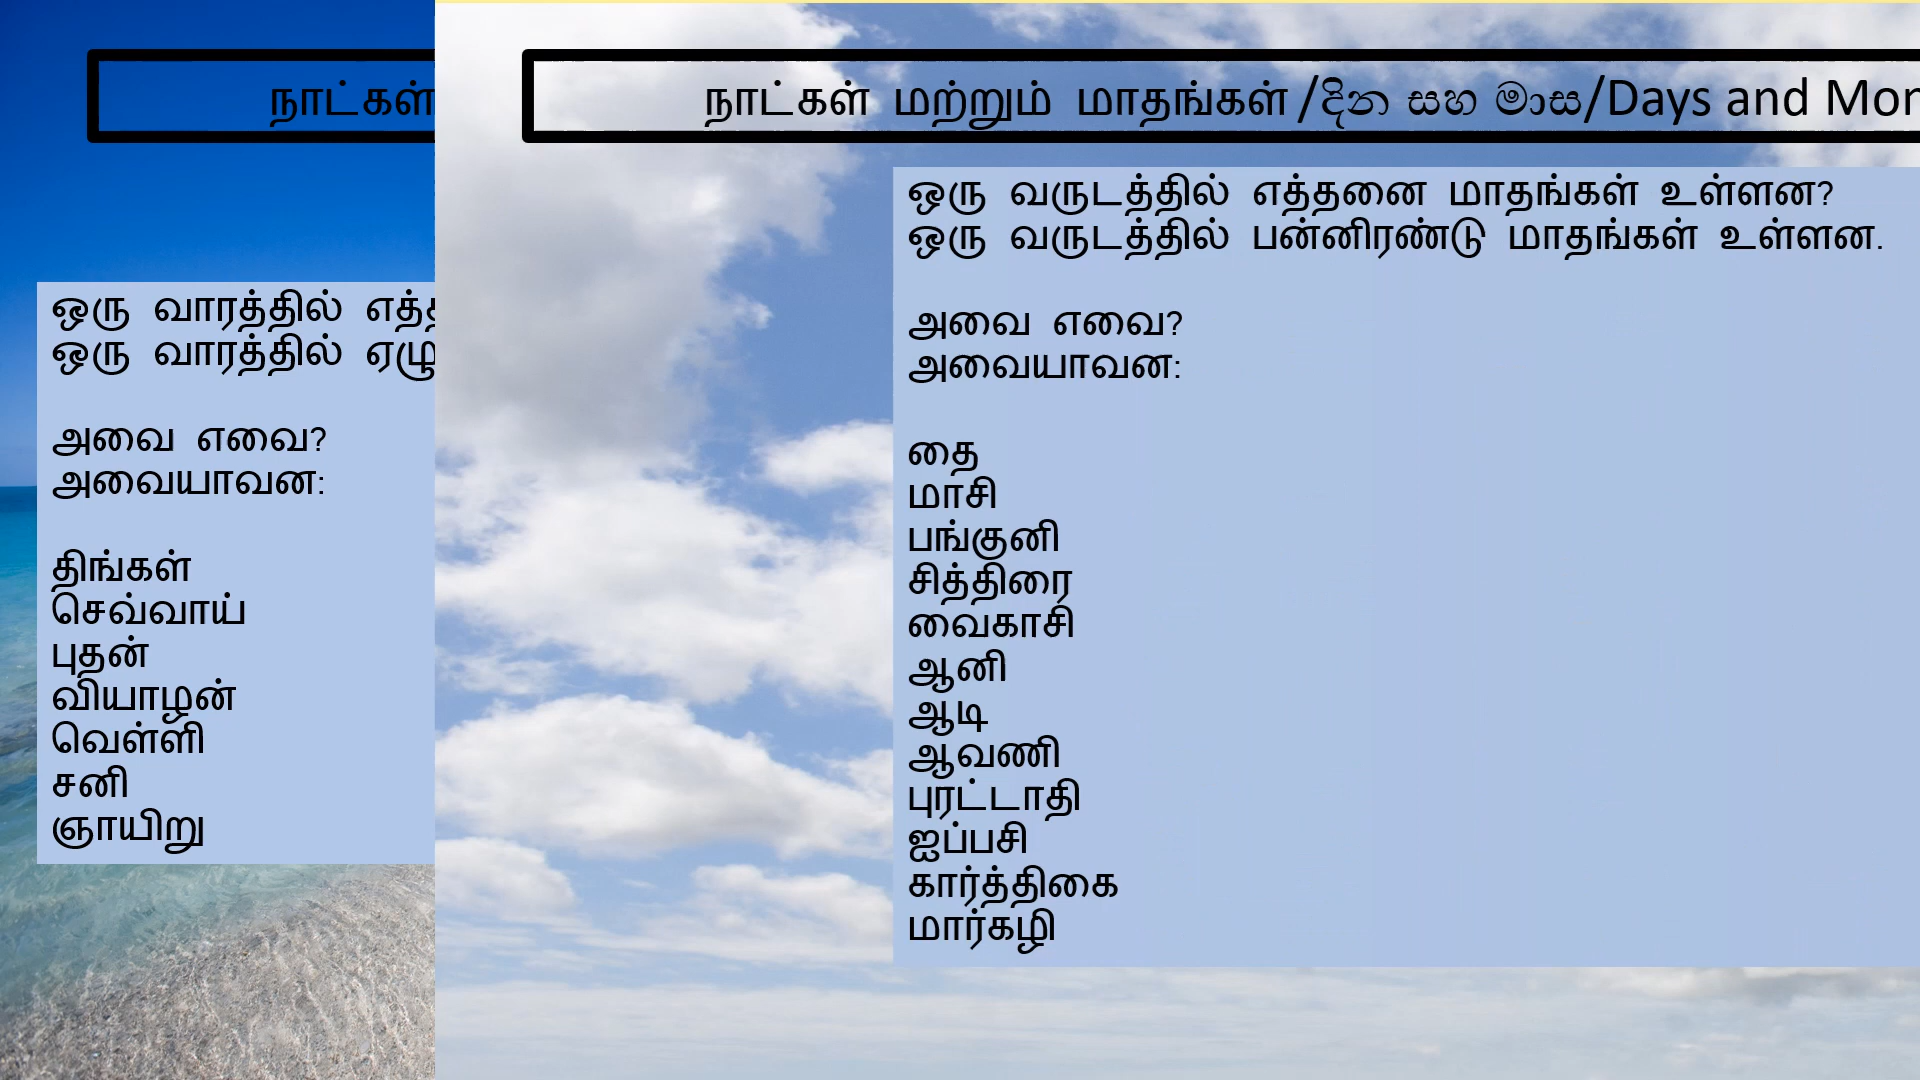 நாட்கள்
ஒரு வாரத்தில்
ஒரு வாரத்தில் ஏழு
அவை எவை?
அவையாவன:
திங்கள்
செவ்வாய்
புதன்
வியாழன்
வெள்ளி
சனி
ஞாயிறு
நாட்கள் மற்றும் மாதங்கள் /දින සහ මාස/Days and
ஒரு வருடத்தில் எத்தனை மாதங்கள் உள்ளன?
ஒரு வருடத்தில் பன்னிரண்டு மாதங்கள் உள்ளன.
அவை எவை?
அவையாவன:
தை
மாசி
பங்குனி
சித்திரை
வைகாசி
ஆனி
ஆடி
ஆவணி
புரட்டாதி
ஐப்பசி
கார்த்திகை
மார்கழி